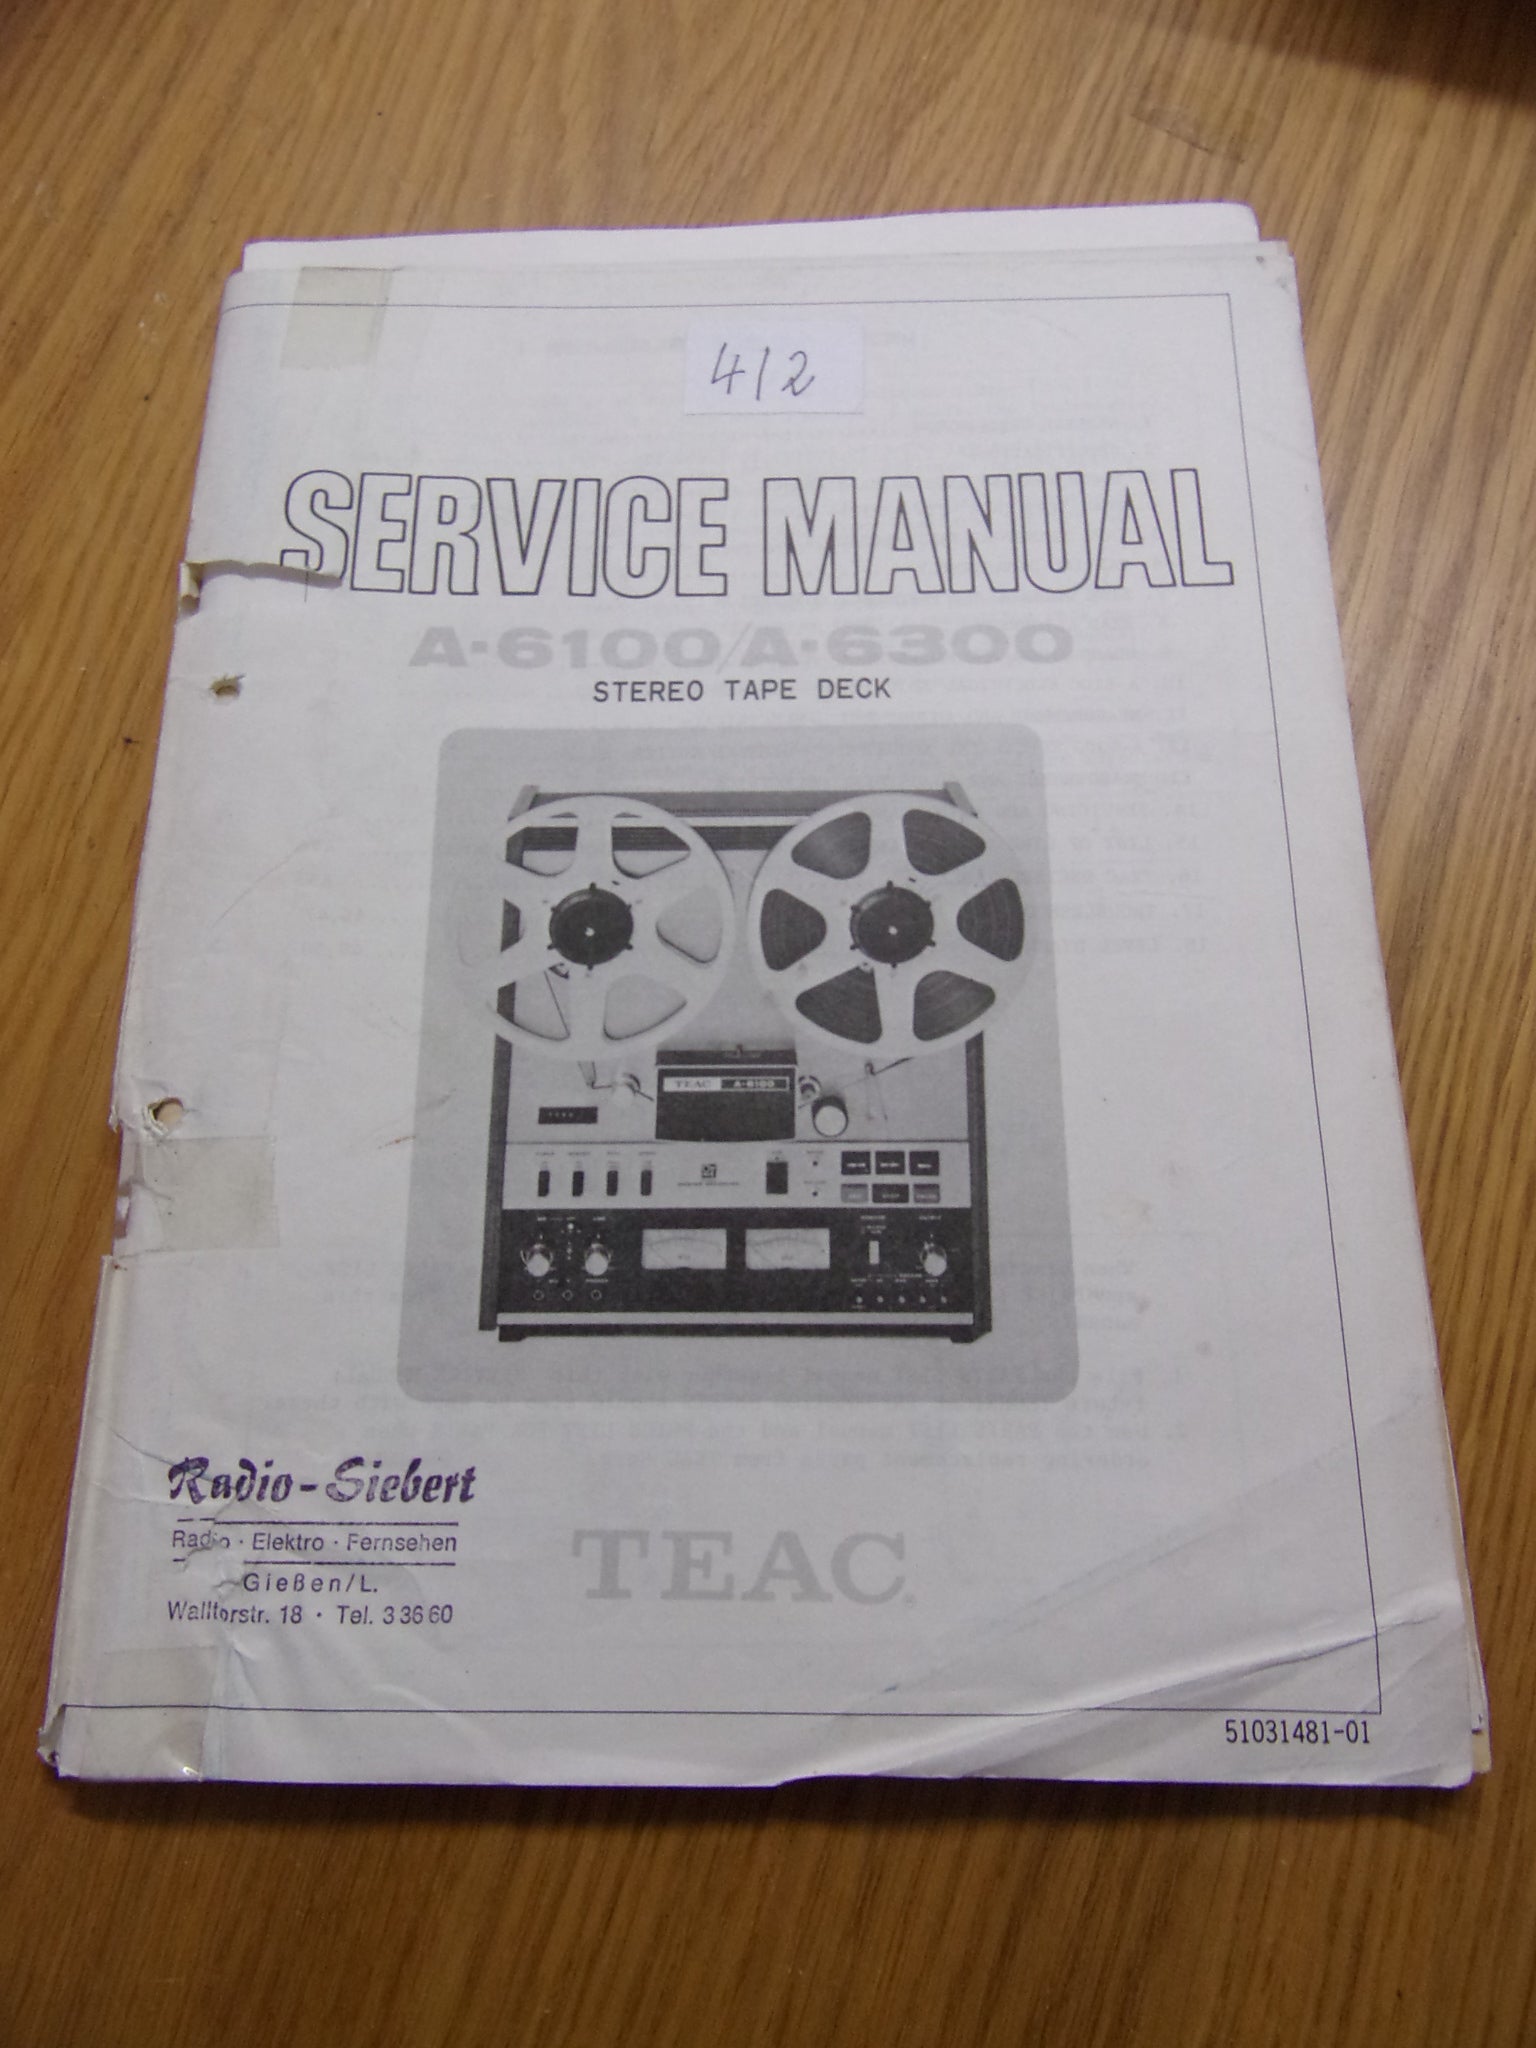 412
SERVICE MANUAL
A-6100/A-6300
STEREO TAPE DECK
TEAC A-6100
Radio-Siebert
Radio · Elektro · Fernsehen
Gießen/L.
Walltorstr. 18 · Tel. 3 36 60
TEAC
51031481-01